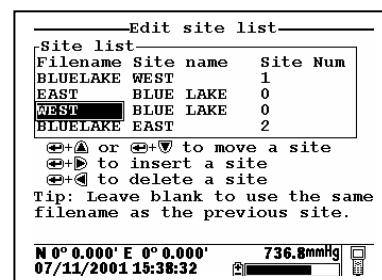 Edit site list
Site list
Filename Site name Site Num
BLUELAKE WEST 1
EAST BLUE LAKE 0
WEST BLUE LAKE 0
BLUELAKE EAST 2
+ or + to move a site
+ to insert a site
+ to delete a site
Tip: Leave blank to use the same
filename as the previous site.
N 0° 0.000' E 0° 0.000' 736.8mmHg
07/11/2001 15:38:32